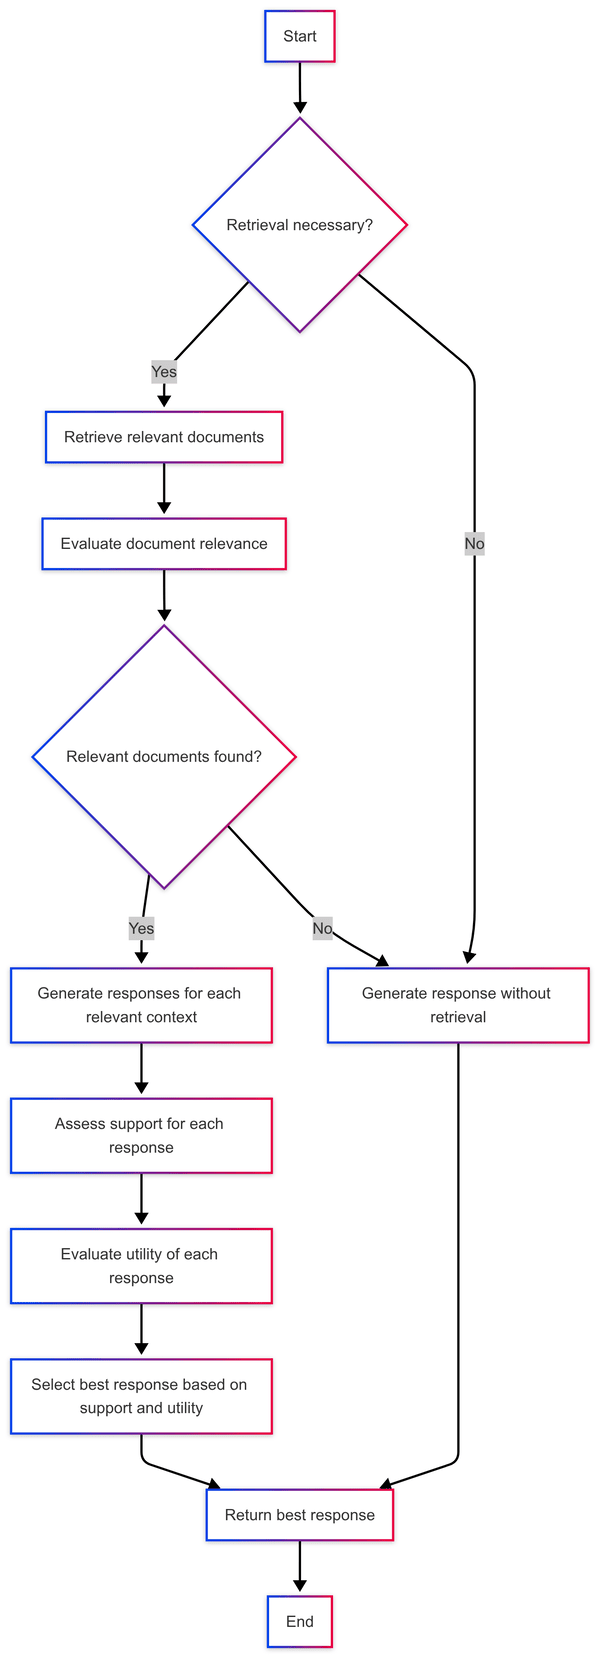 Start
Retrieval necessary?
Yes
Retrieve relevant documents
Evaluate document relevance
No
Relevant documents found?
Yes
No
Generate responses for each
relevant context
Generate response without
retrieval
Assess support for each
response
Evaluate utility of each
response
Select best response based on
support and utility
Return best response
End